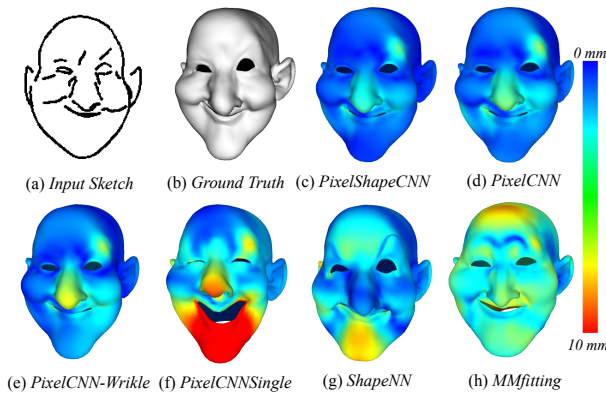 0 mm
(a) Input Sketch
(b) Ground Truth
(c) PixelShapeCNN
(d) PixelCNN
10 mm
(e) PixelCNN-Wrikle
(f) PixelCNNSingle
(g) ShapeNN
(h) MMfitting